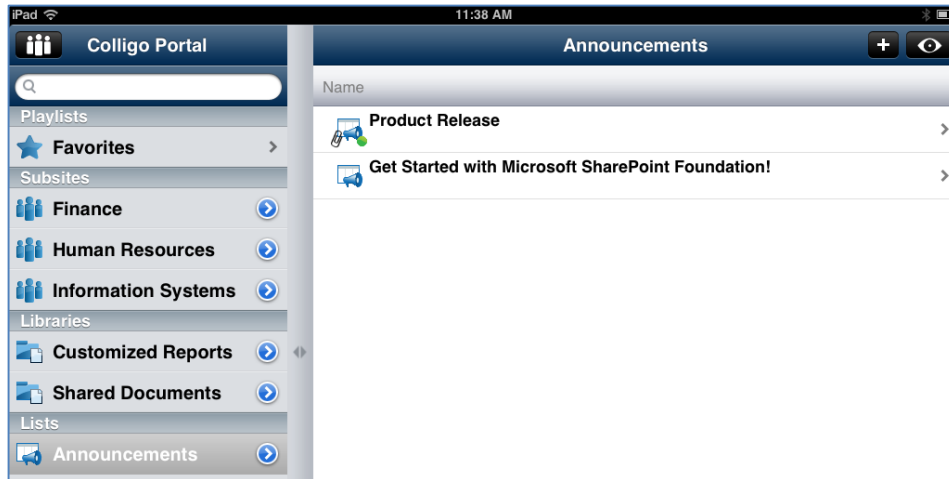 iPad
11:38 AM
Colligo Portal
Announcements
Name
Playlists
Product Release
Favorites
Get Started with Microsoft SharePoint Foundation!
Subsites
Finance
Human Resources
Information Systems
Libraries
Customized Reports
Shared Documents
Lists
Announcements